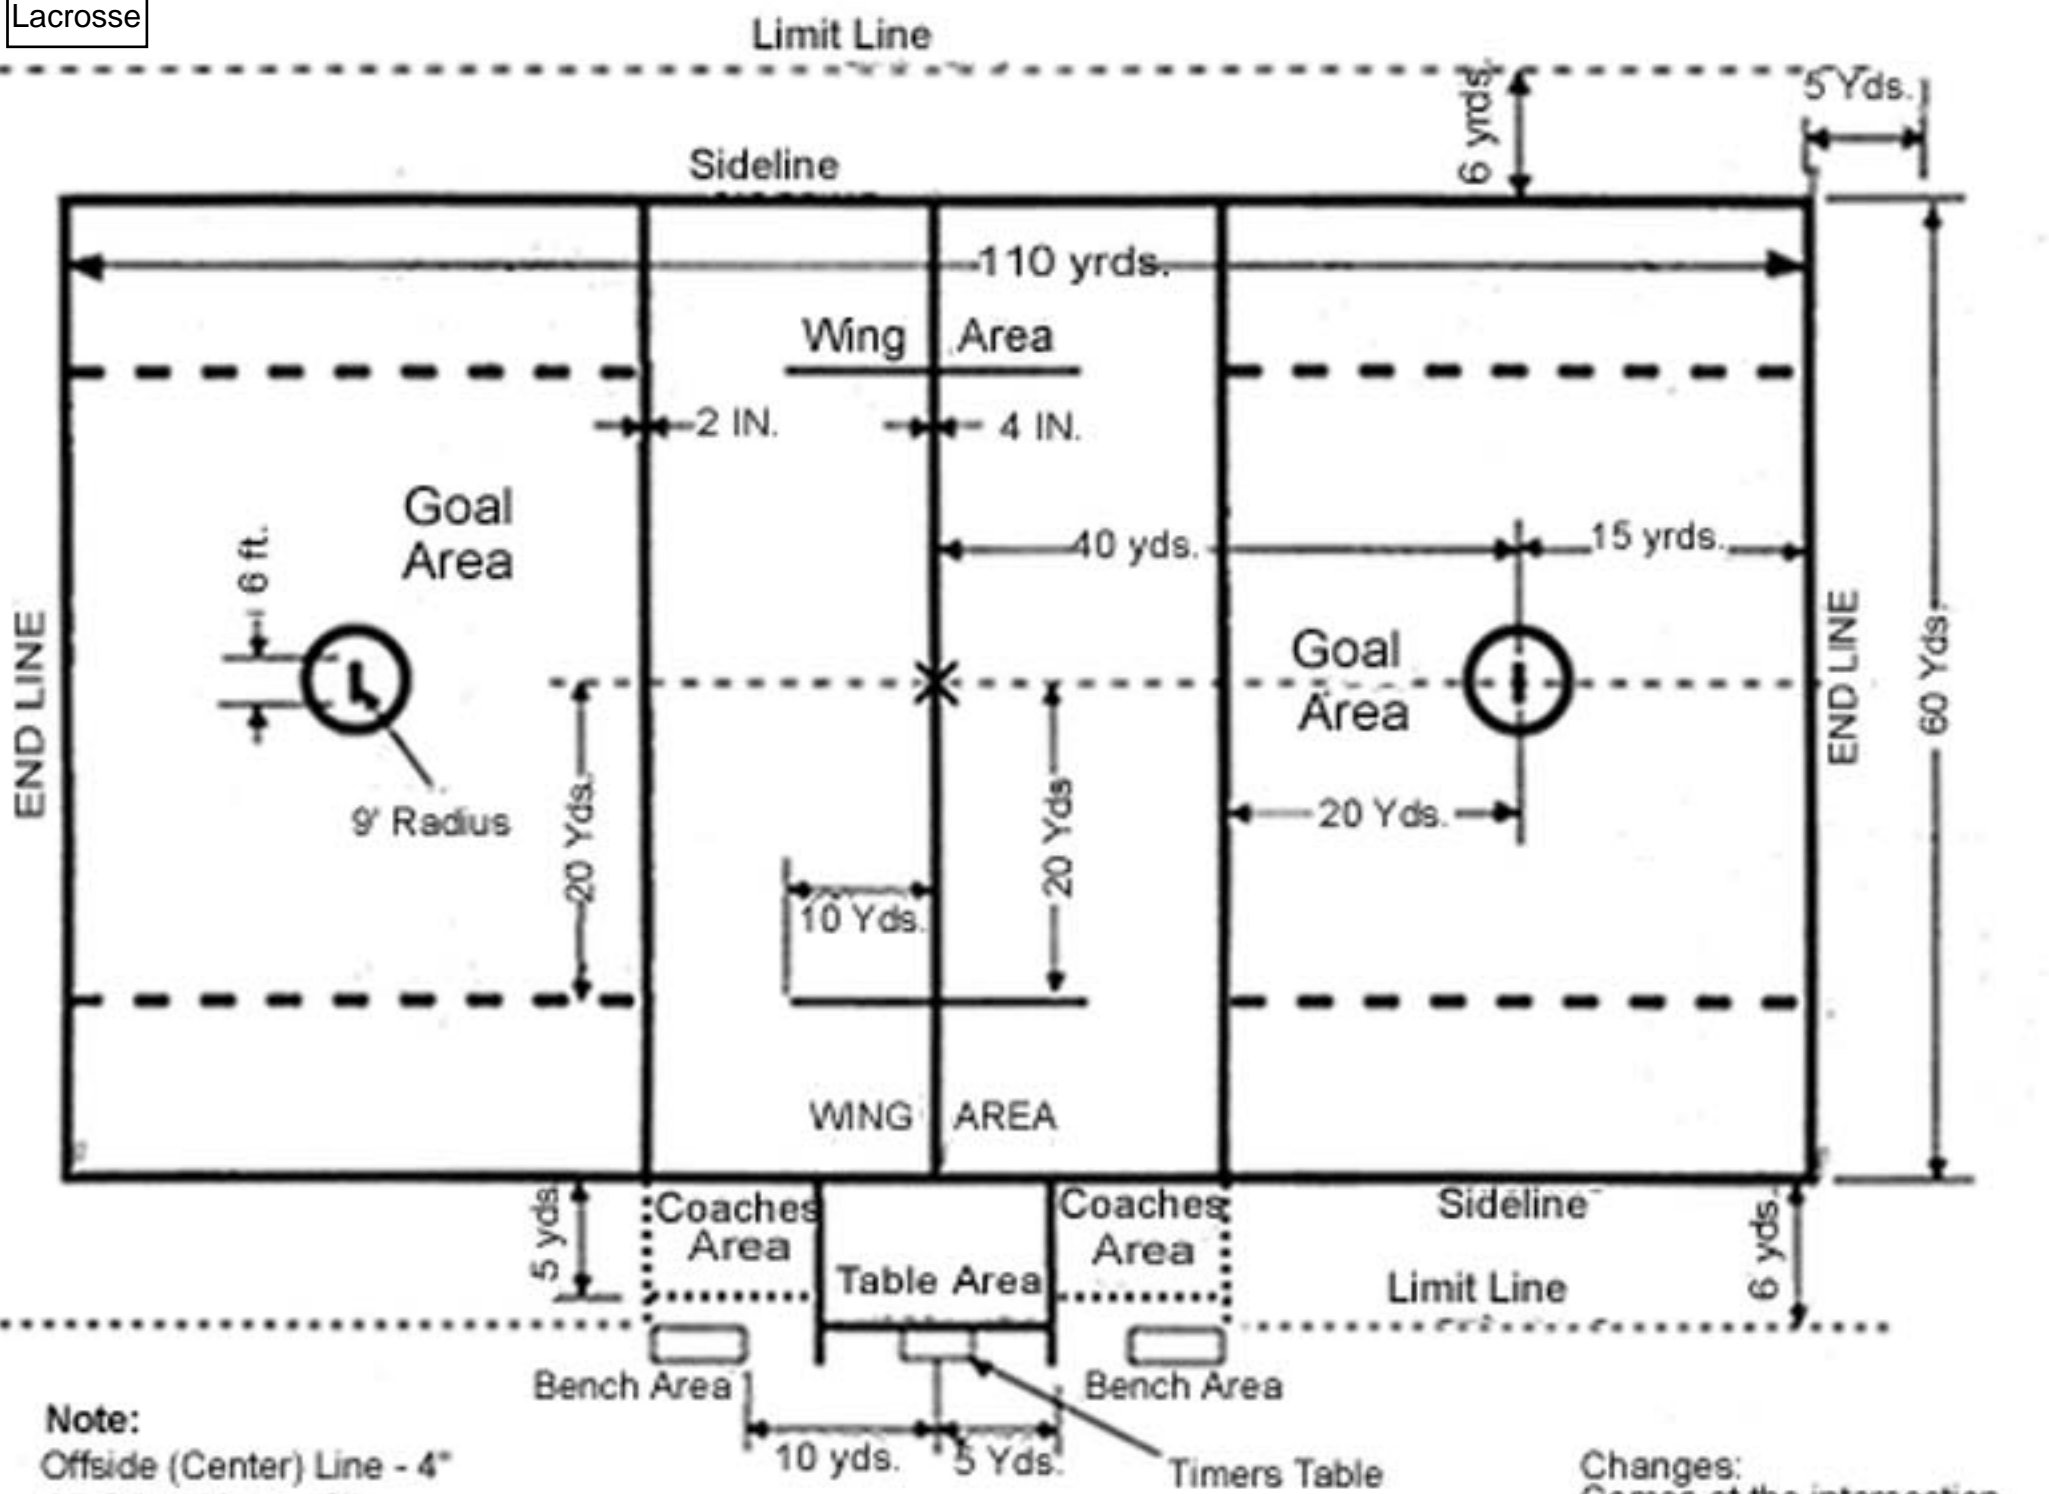 Lacrosse
Limit Line
5 Yds.
6 yrds.
Sideline
110 yrds.
Wing Area
2 IN.
4 IN.
Goal
Area
6 ft.
40 yds.
15 yrds.
END LINE
Goal
Area
END LINE
60 Yds.
9' Radius
20 Yds.
20 Yds
20 Yds.
10 Yds.
WING AREA
5 yds.
Coaches
Area
Table Area
Coaches
Area
Sideline
Limit Line
6 yds.
Bench Area
Bench Area
10 yds.
5 Yds.
Timers Table
Note:
Offside (Center) Line - 4"
Changes: